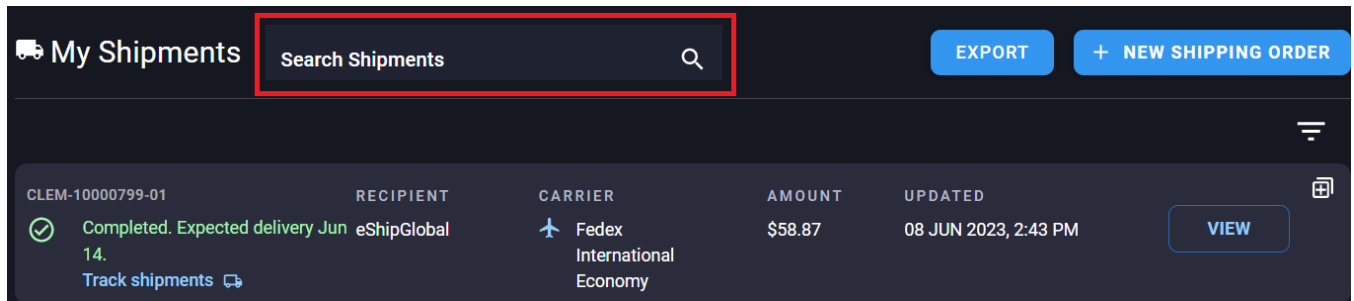 My Shipments
Search Shipments
EXPORT
+ NEW SHIPPING ORDER
CLEM-10000799-01
RECIPIENT
CARRIER
AMOUNT
UPDATED
Completed. Expected delivery Jun
14.
Track shipments
eShipGlobal
Fedex
International
Economy
$58.87
08 JUN 2023, 2:43 PM
VIEW